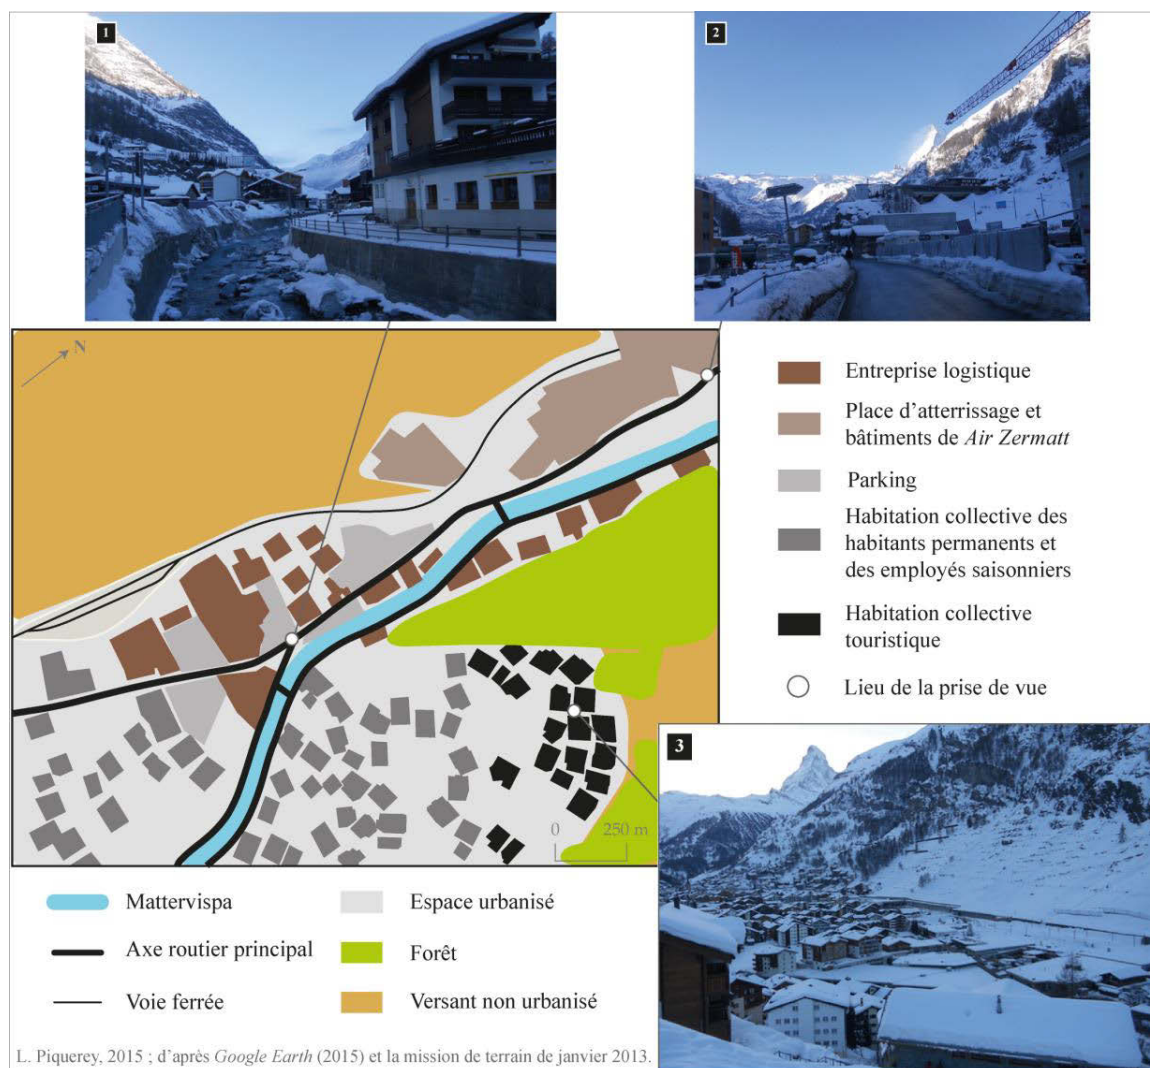 1
2
N
Entreprise logistique
Place d'atterrissage et
bâtiments de Air Zermatt
Parking
Habitation collective des
habitants permanents et
des employés saisonniers
Habitation collective
touristique
Lieu de la prise de vue
3
0 250 m
Mattervispa
Axe routier principal
Voie ferrée
Espace urbanisé
Forêt
Versant non urbanisé
L. Piquerey, 2015 ; d'après Google Earth (2015) et la mission de terrain de janvier 2013.